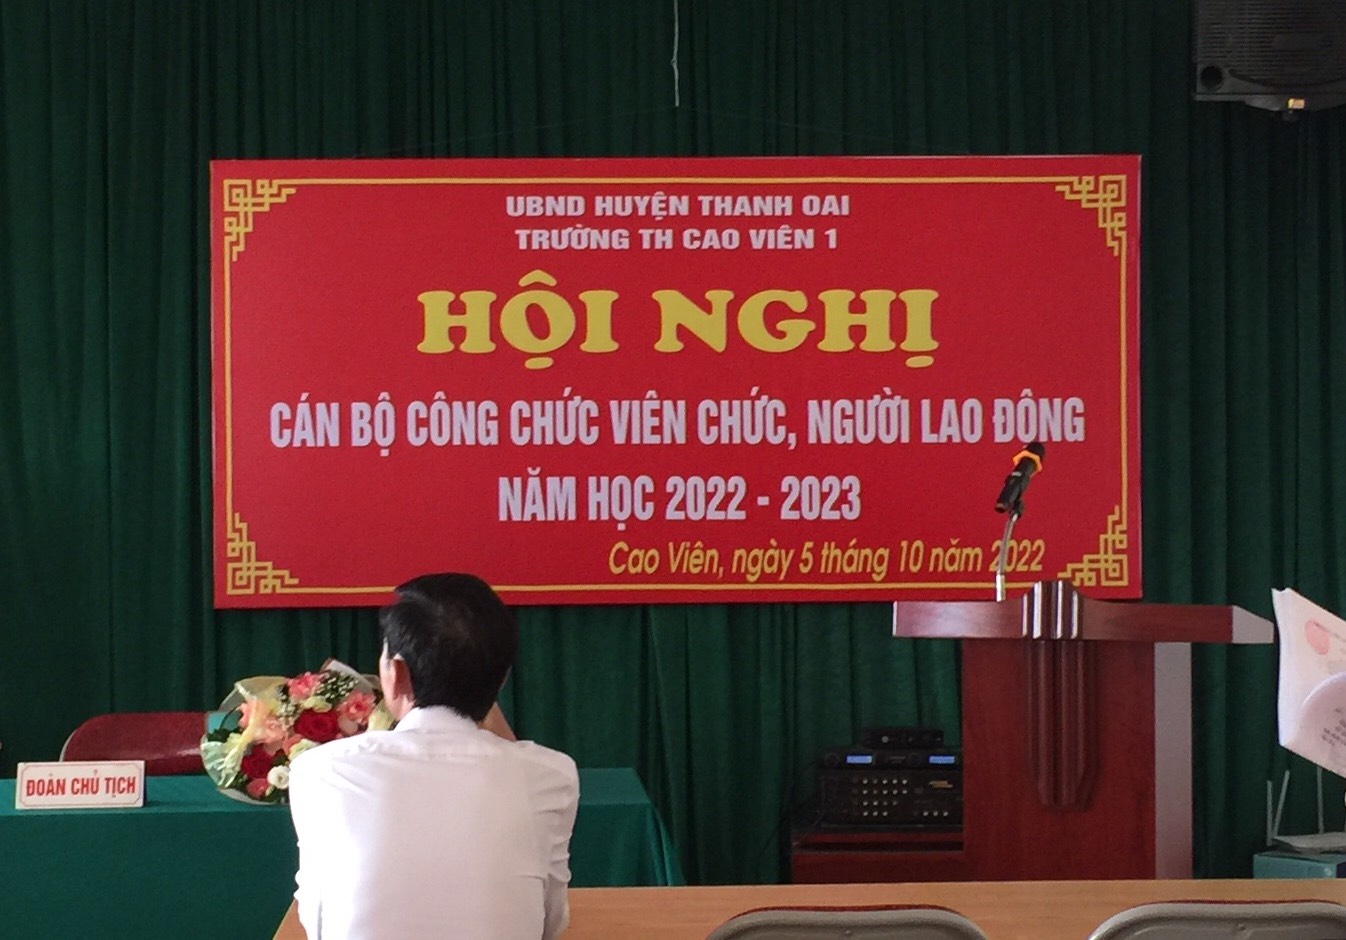 UBND HUYỆN THANH OAI
TRƯỜNG TH CAO VIÊN 1
HỘI NGHỊ
CÁN BỘ CÔNG CHỨC VIÊN CHỨC, NGƯỜI LAO ĐỘNG
NĂM HỌC 2022 - 2023
Cao Viên, ngày 5 tháng 10 năm 2022
ĐOÀN CHỦ TỊCH